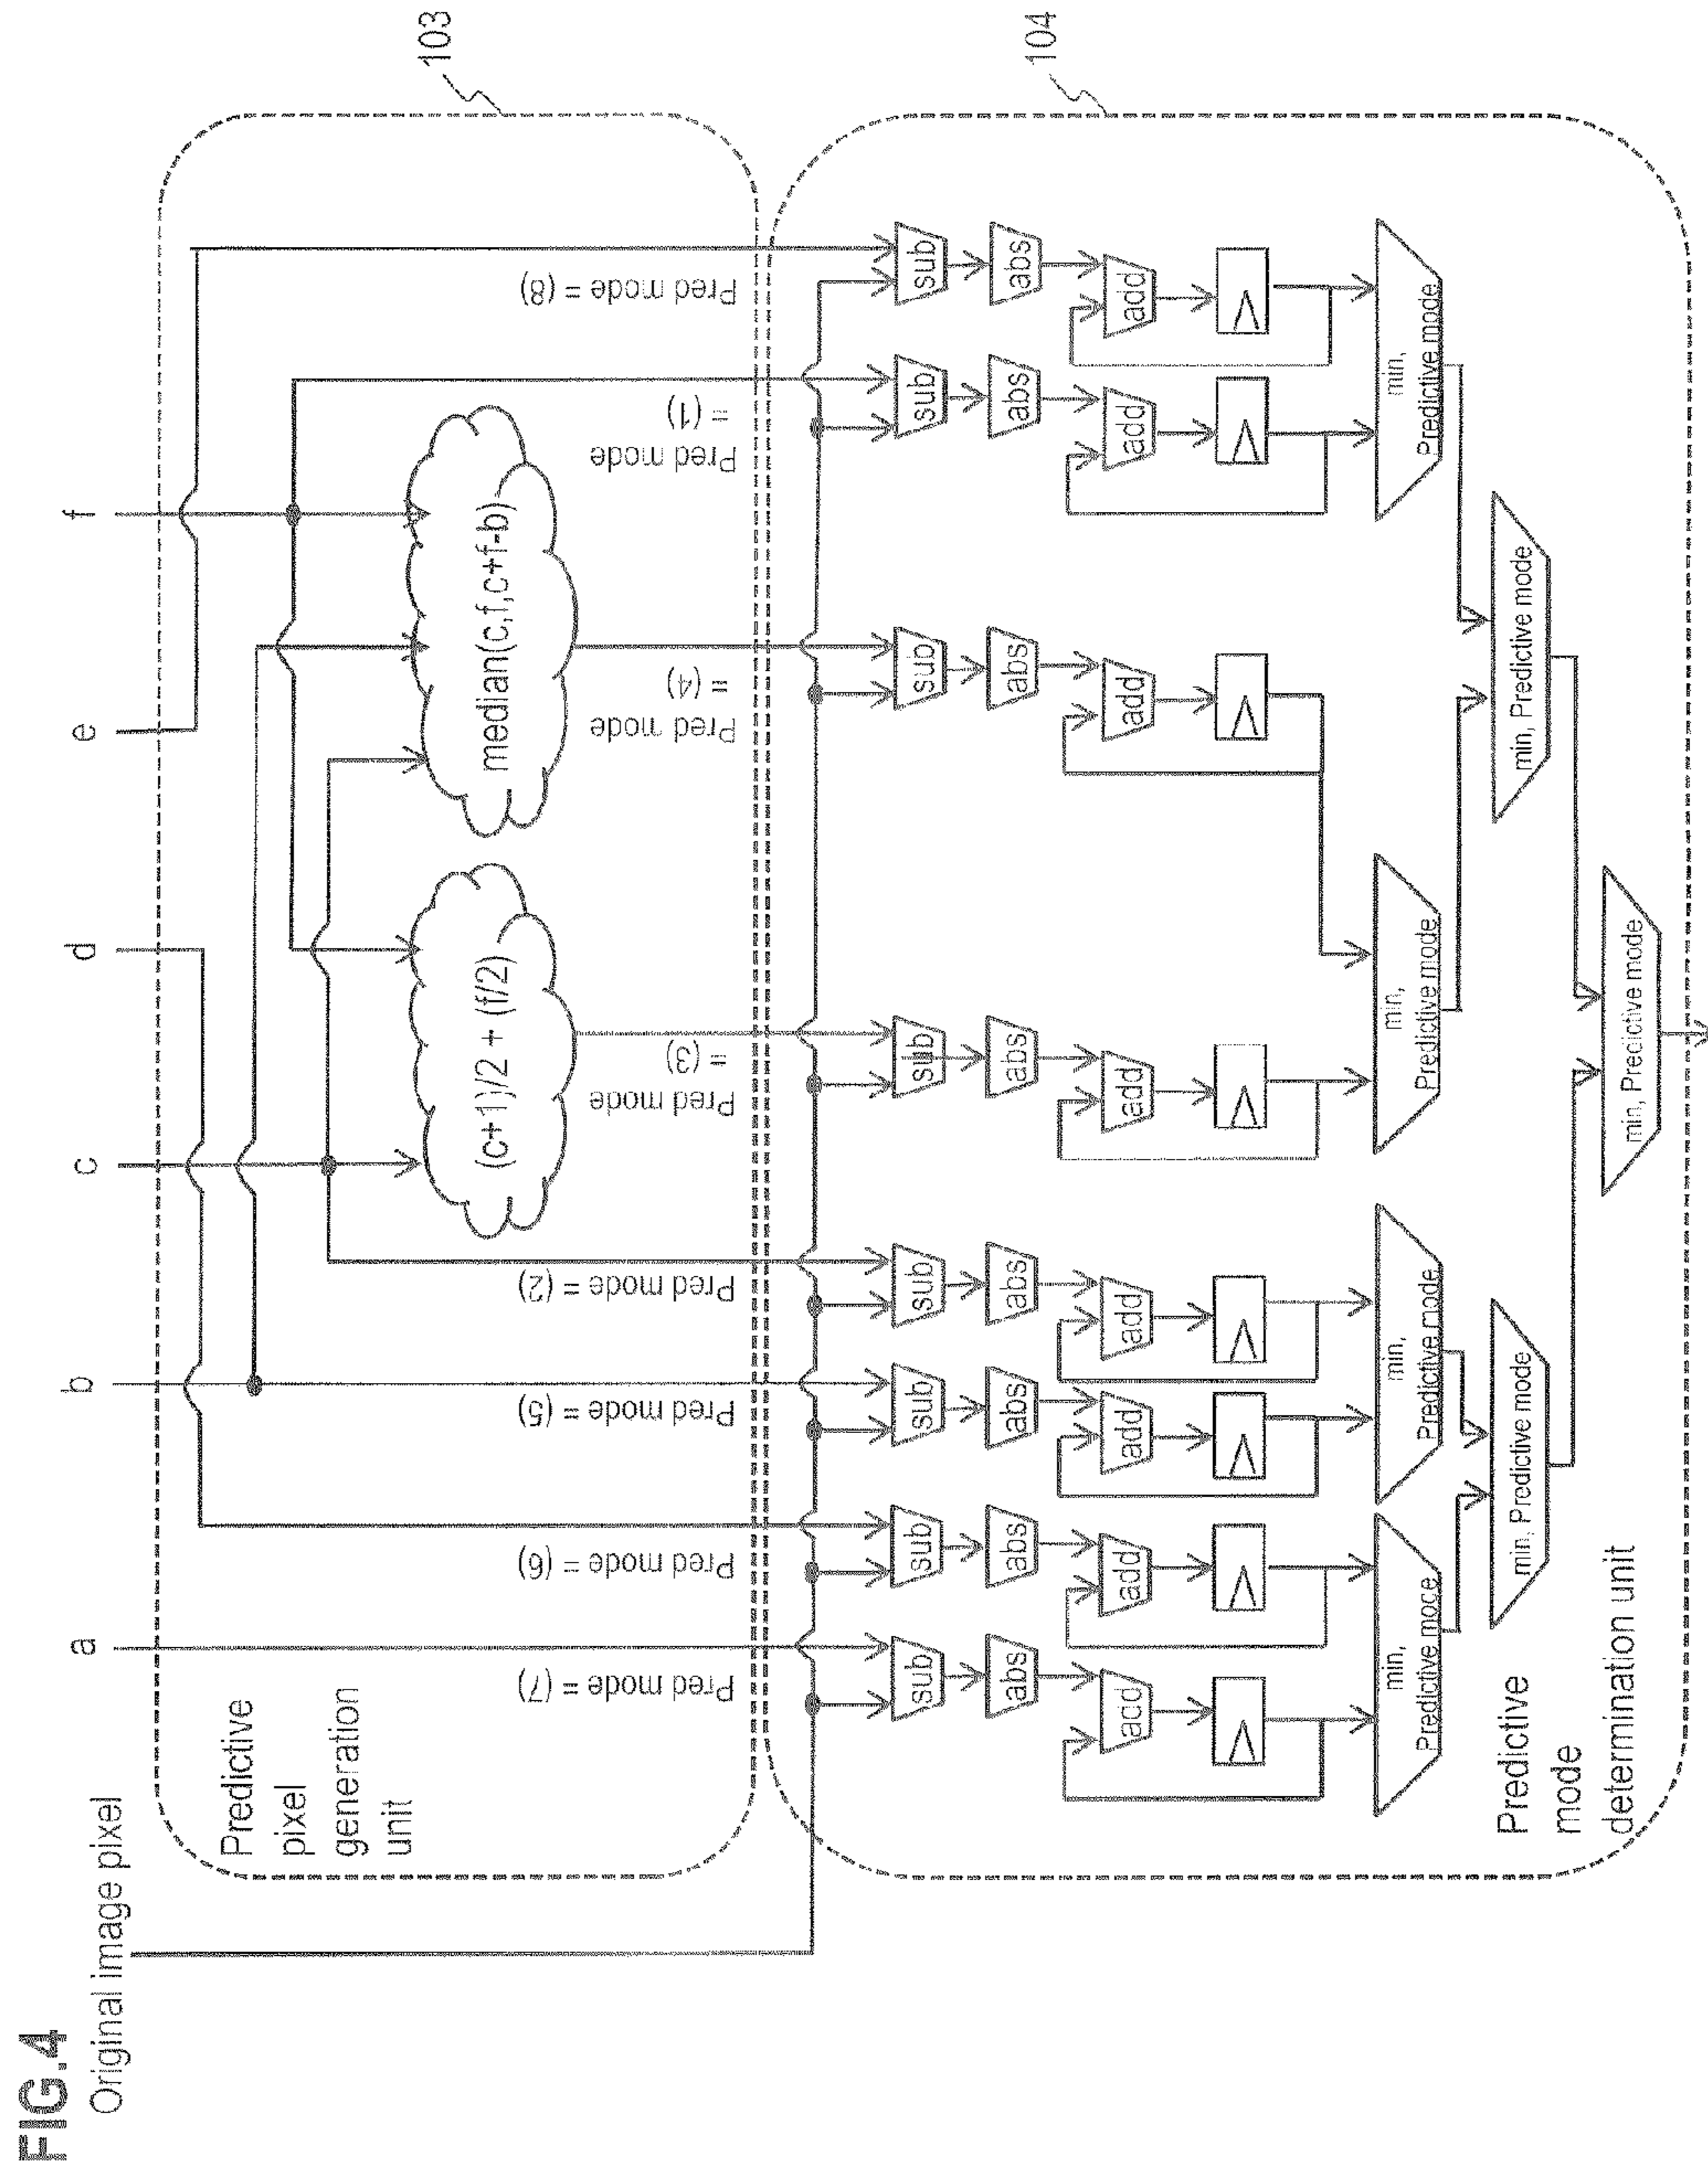 FIG.4
Original image pixel
a
b
c
d
e
f
Predictive
pixel
generation
unit
103
(c+1)/2 + (f/2)
median(c,f,c+f-b)
Pred mode = (7)
Pred mode = (6)
Pred mode = (5)
Pred mode = (2)
Pred mode
= (3)
Pred mode
= (4)
Pred mode
= (1)
Pred mode = (8)
104
sub
sub
sub
sub
sub
sub
sub
sub
abs
abs
abs
abs
abs
abs
abs
abs
add
add
add
add
add
add
add
add
min,
Predictive mode
min,
Predictive mode
min,
Predictive mode
min,
Predictive mode
min, Predictive mode
min, Predictive mode
min, Predictive mode
Predictive
mode
determination unit